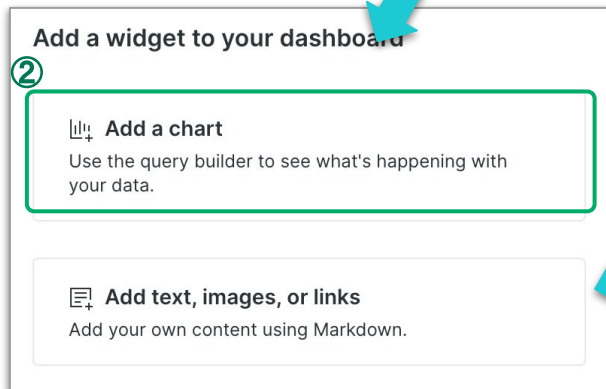 Add a widget to your dashboard
②
Add a chart
Use the query builder to see what's happening with
your data.
Add text, images, or links
Add your own content using Markdown.